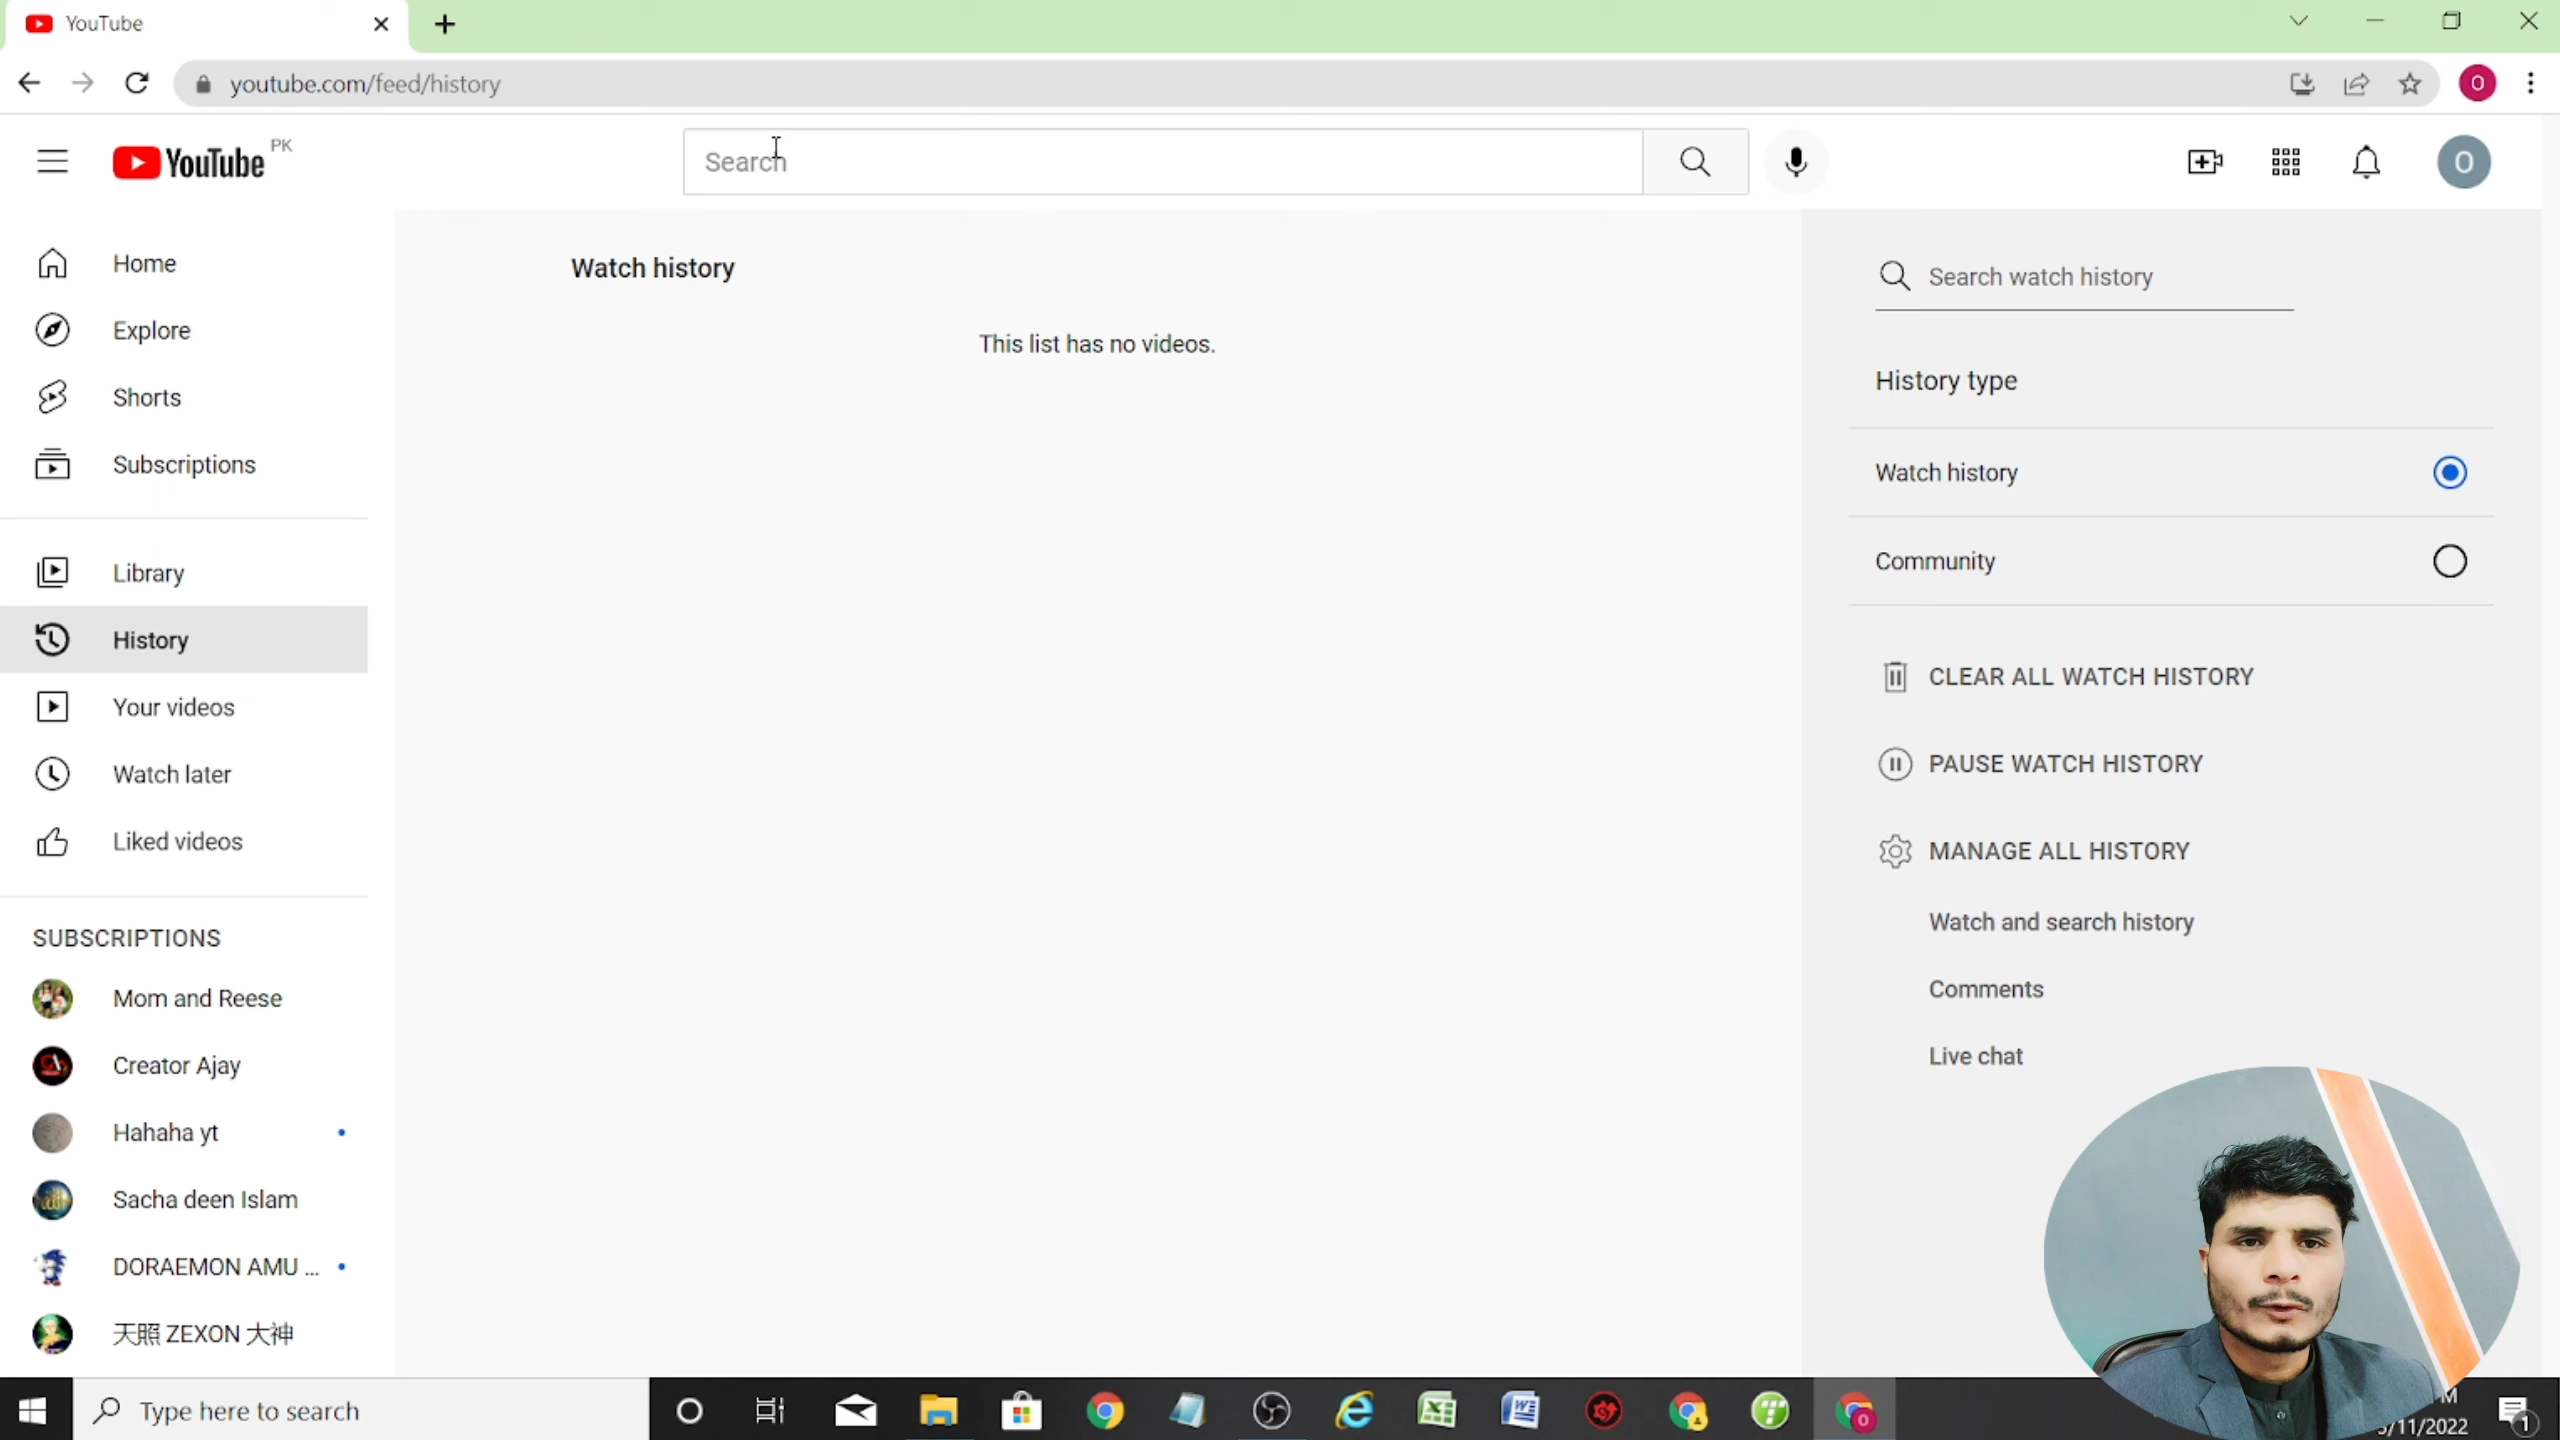 YouTube
youtube.com/feed/history
O
YouTube PK
Search
O
Home
Explore
Shorts
Subscriptions
Library
History
Your videos
Watch later
Liked videos
SUBSCRIPTIONS
Mom and Reese
Creator Ajay
Hahaha yt
Sacha deen Islam
DORAEMON AMU ...
天照 ZEXON 大神
Watch history
This list has no videos.
Search watch history
History type
Watch history
Community
CLEAR ALL WATCH HISTORY
PAUSE WATCH HISTORY
MANAGE ALL HISTORY
Watch and search history
Comments
Live chat
Type here to search
M
/11/2022
1